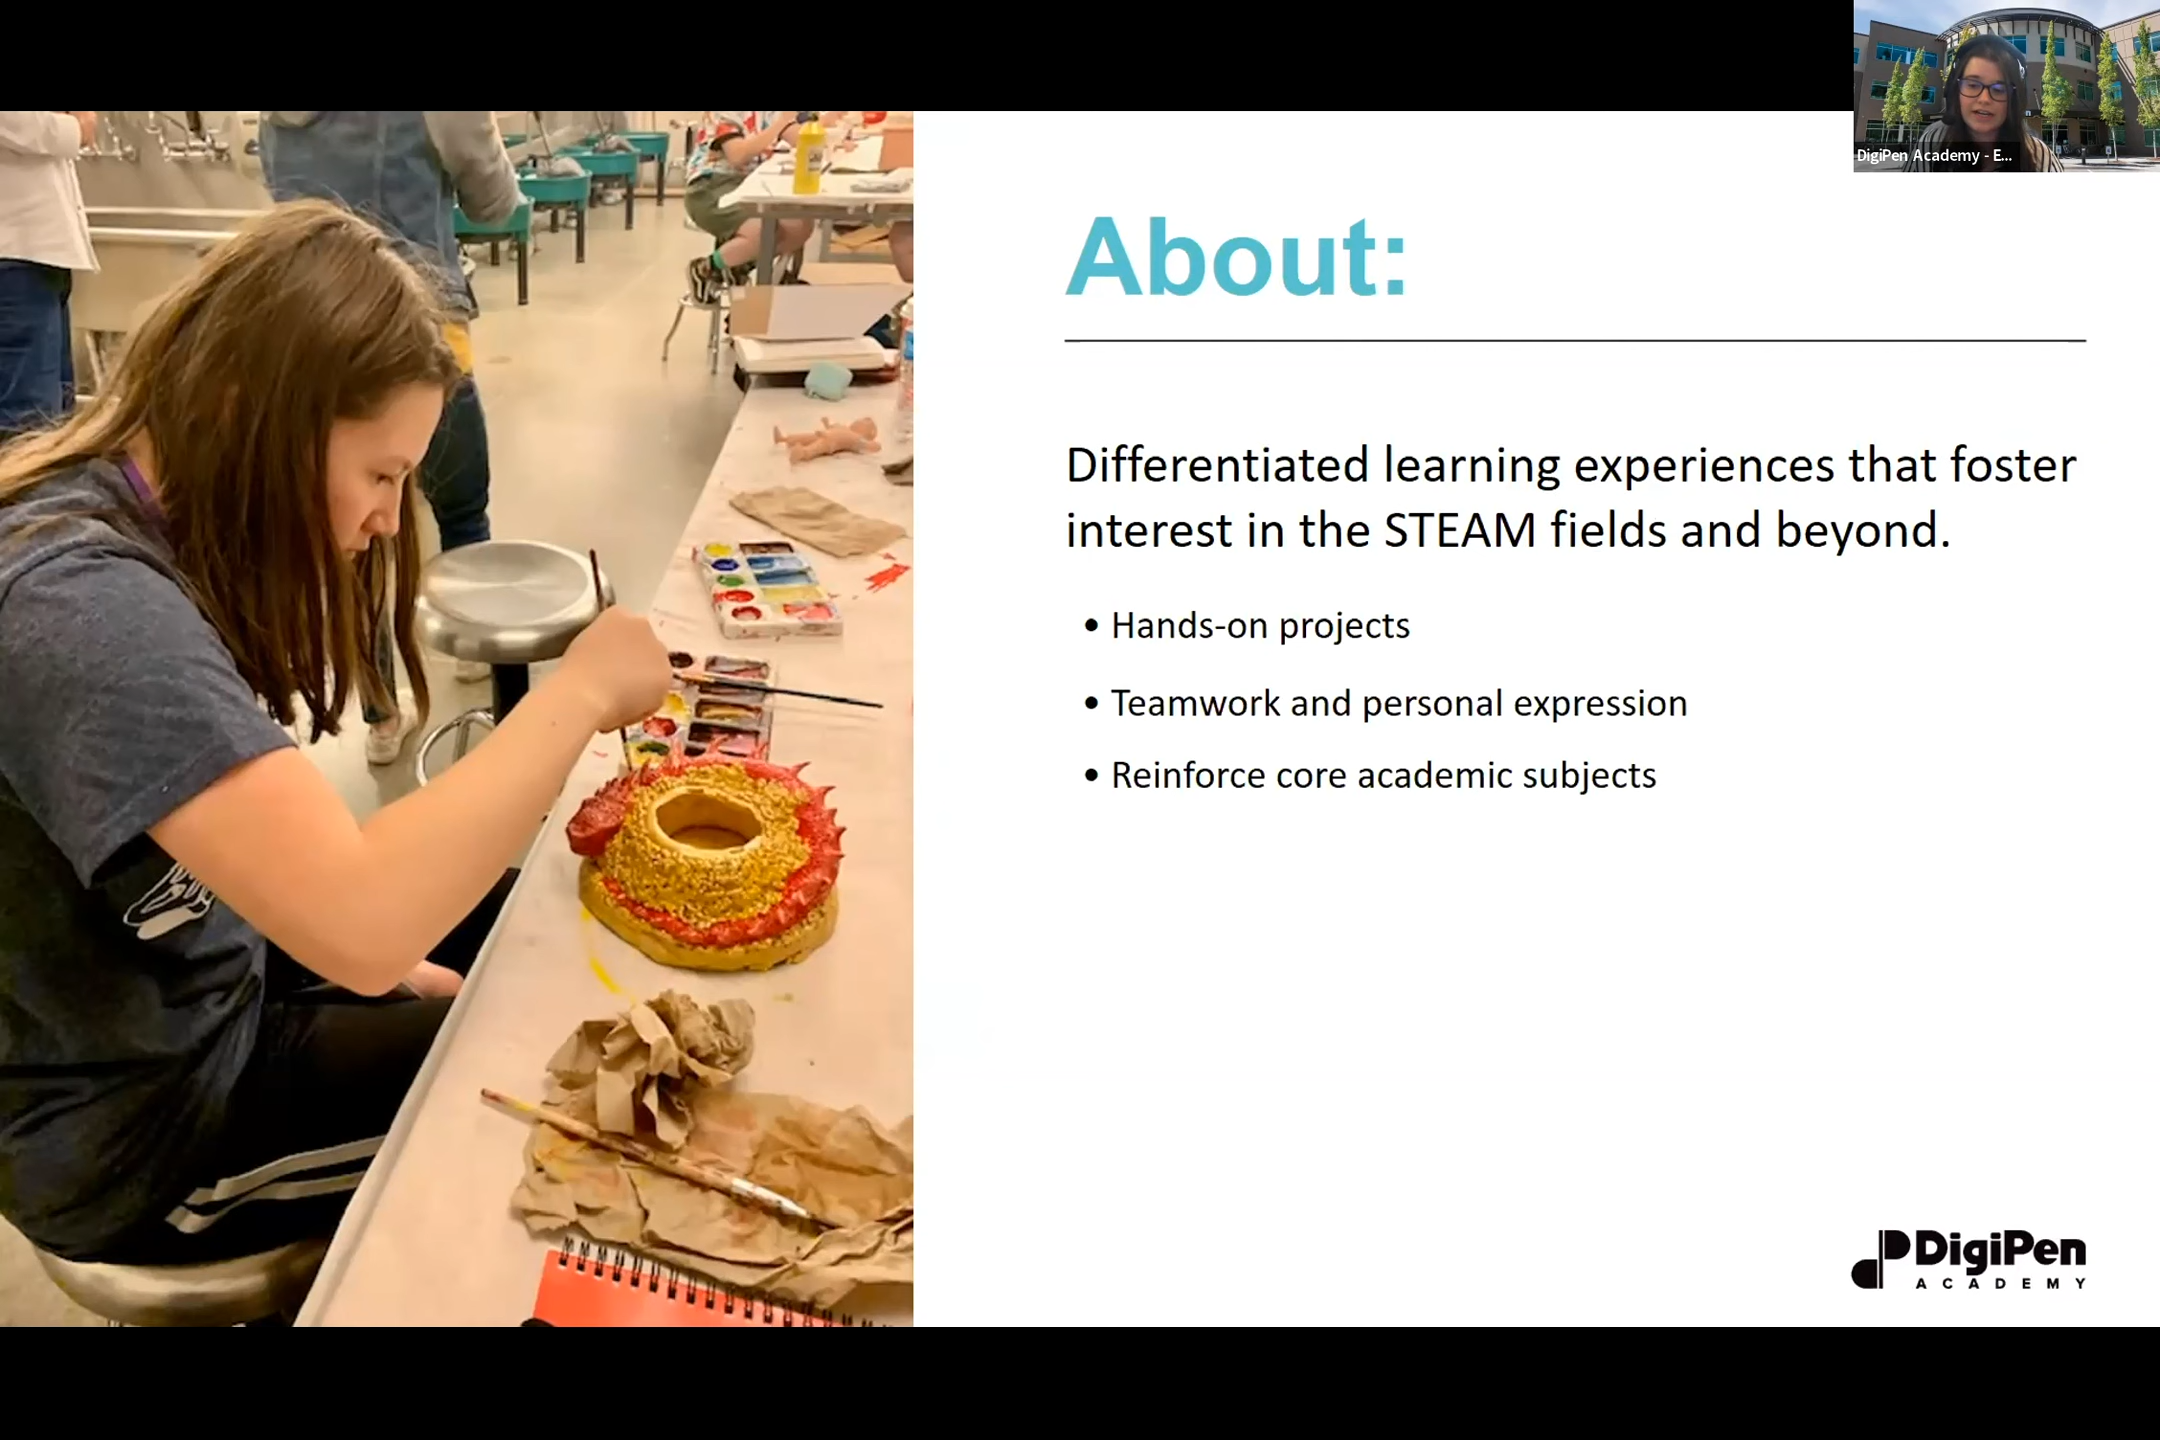 DigiPen Academy - E...
About:
Differentiated learning experiences that foster
interest in the STEAM fields and beyond.
• Hands-on projects
• Teamwork and personal expression
• Reinforce core academic subjects
DigiPen
ACADEMY